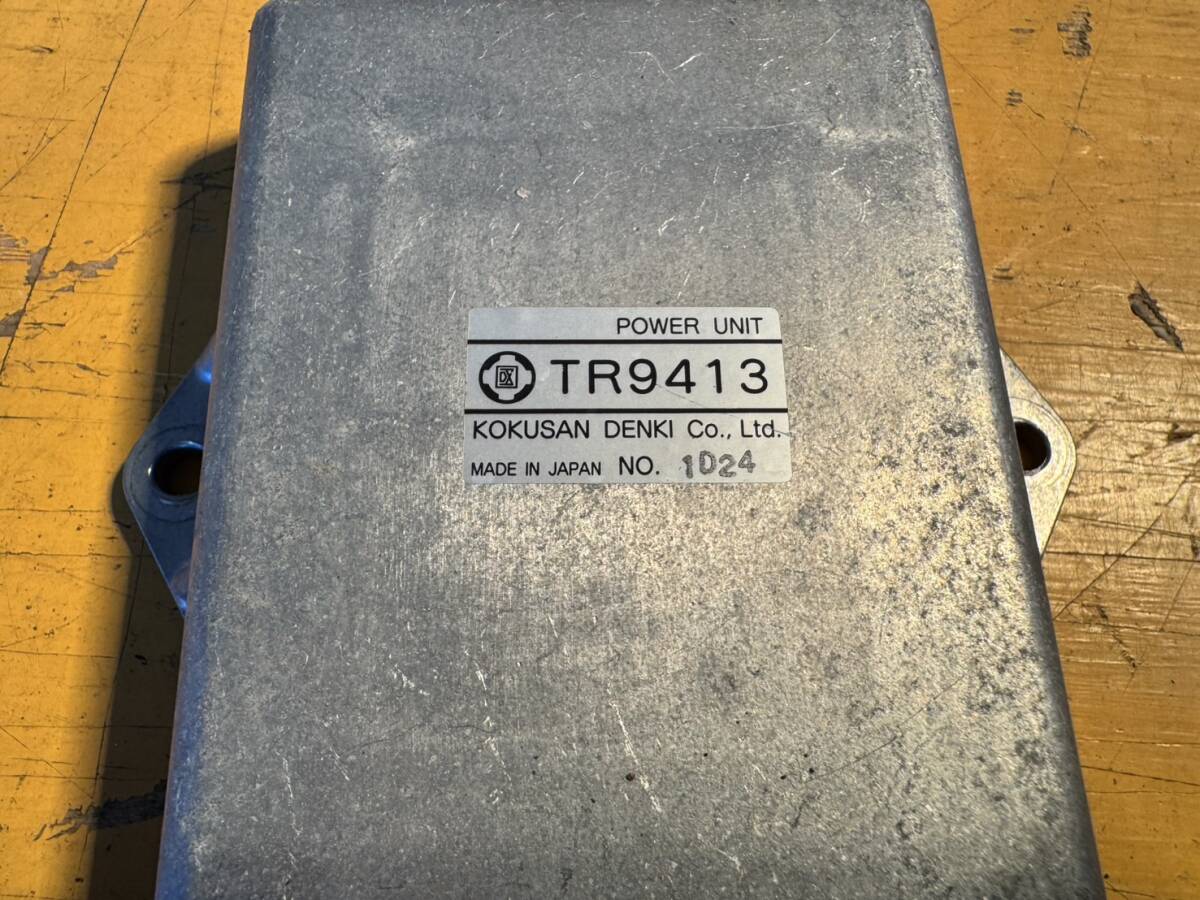 POWER UNIT
TR9413
KOKUSAN DENKI Co., Ltd.
MADE IN JAPAN NO. 1D24